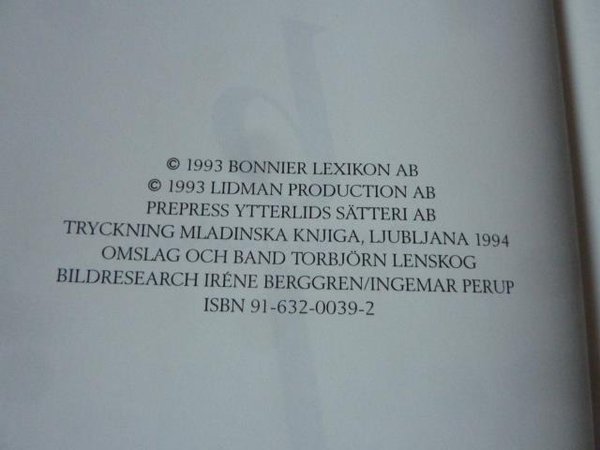 © 1993 BONNIER LEXIKON AB
© 1993 LIDMAN PRODUCTION AB
PREPRESS YTTERLIDS SÄTTERI AB
TRYCKNING MLADINSKA KNJIGA, LJUBLJANA 1994
OMSLAG OCH BAND TORBJÖRN LENSKOG
BILDRESEARCH IRÉNE BERGGREN/INGEMAR PERUP
ISBN 91-632-0039-2